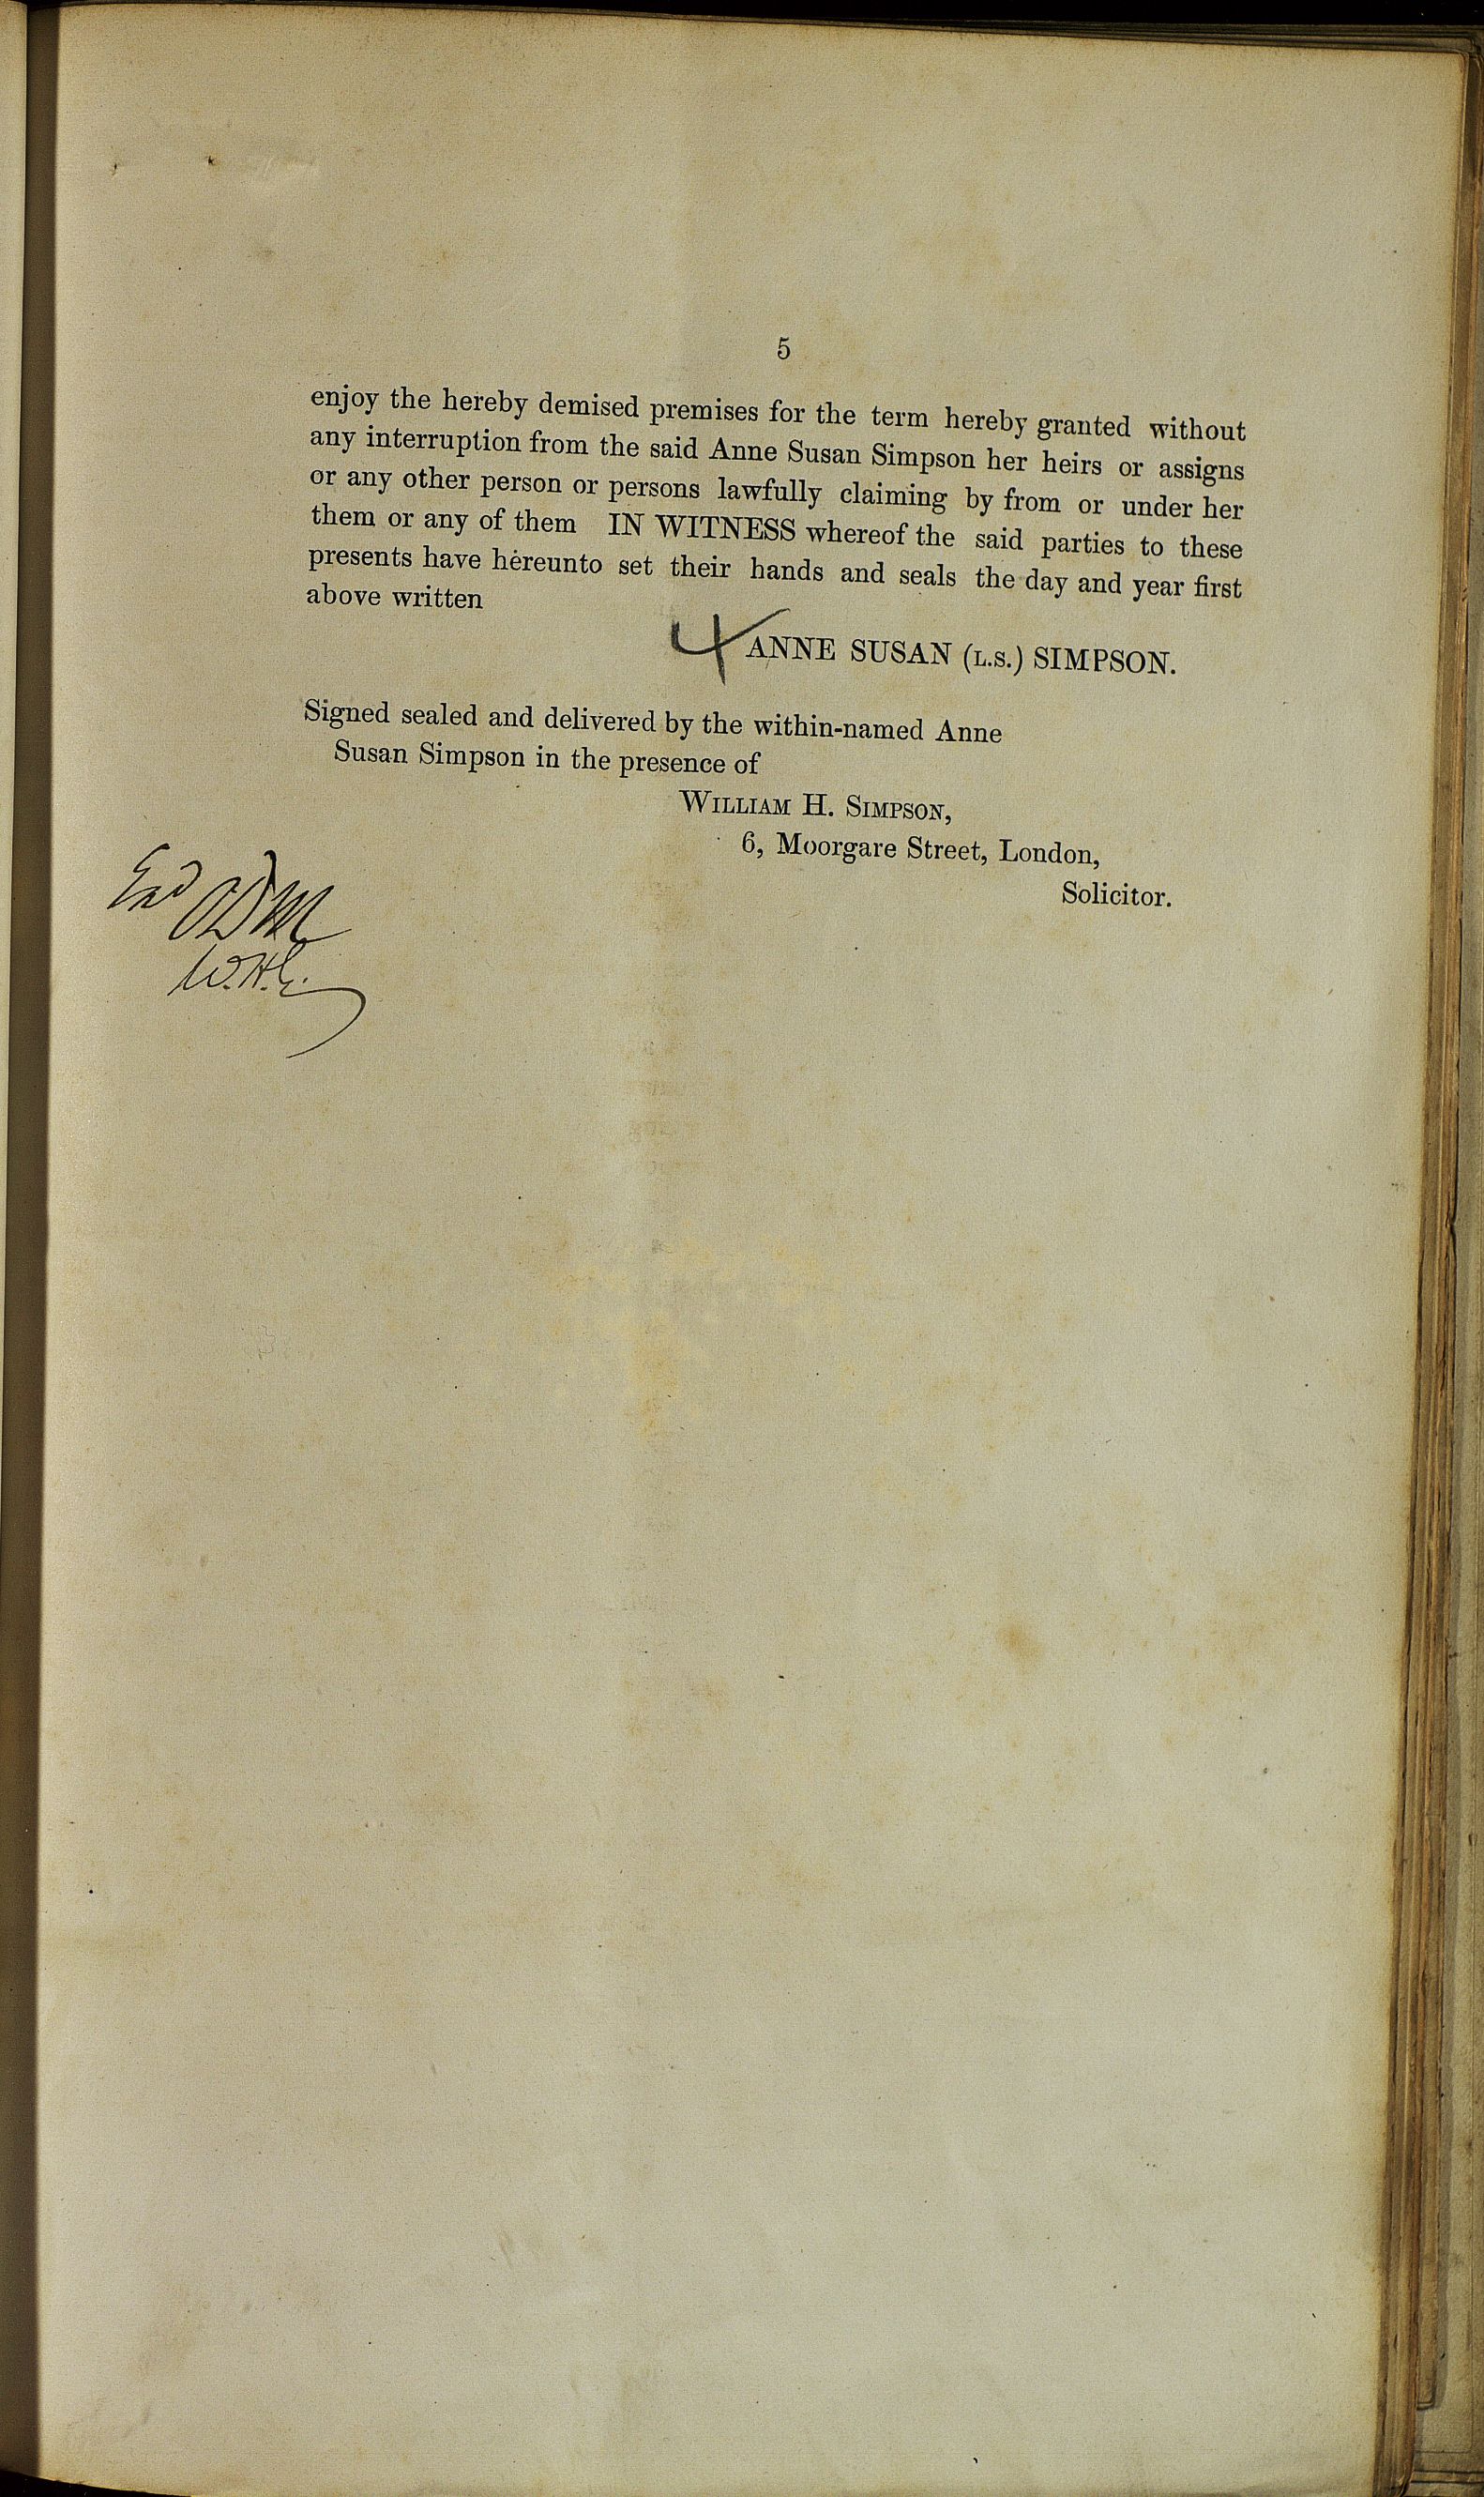 5
enjoy the hereby demised premises for the term hereby granted without
any interruption from the said Anne Susan Simpson her heirs or assigns
or any other person or persons lawfully claiming by from or under her
them or any of them IN WITNESS whereof the said parties to these
presents have hereunto set their hands and seals the day and year first
above written
ANNE SUSAN (L.S.) SIMPSON.
Signed sealed and delivered by the within-named Anne
Susan Simpson in the presence of
WILLIAM H. SIMPSON,
6, Moorgare Street, London,
Solicitor.